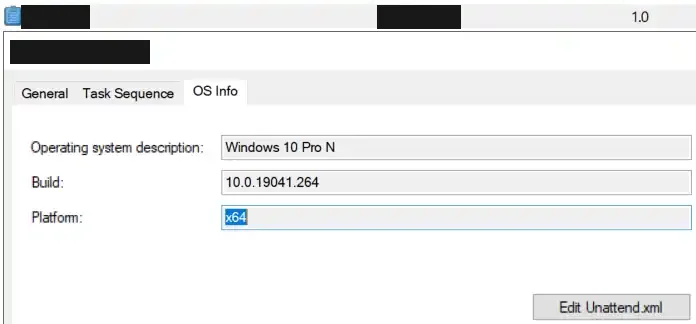 1.0
General Task Sequence OS Info
Operating system description: Windows 10 Pro N
Build: 10.0.19041.264
Platform: x64
Edit Unattend.xml